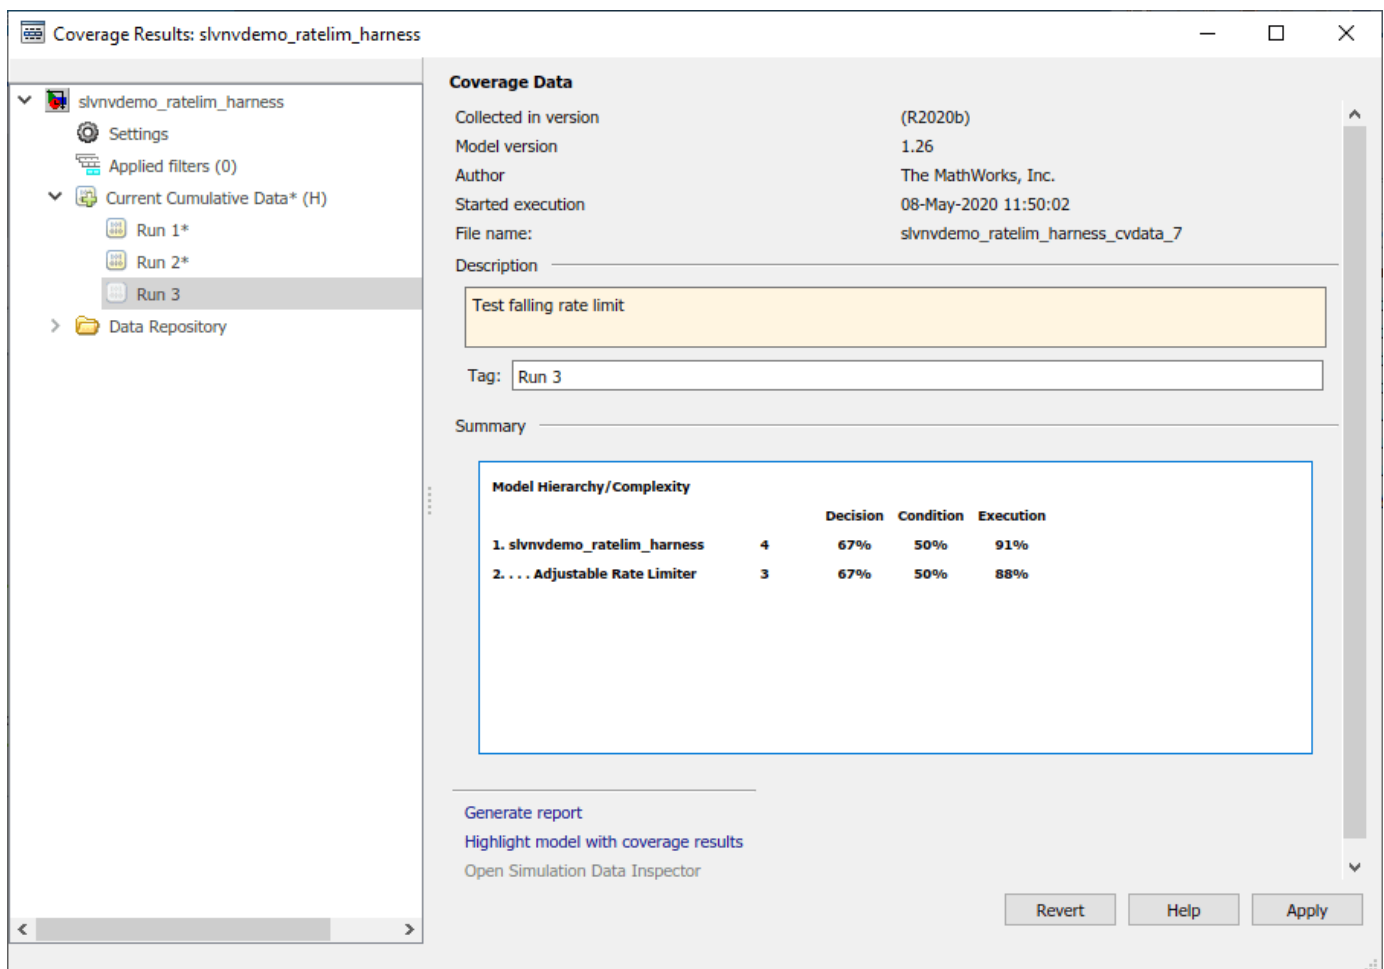 Coverage Results: slvnvdemo_ratelim_harness
slvnvdemo_ratelim_harness
Settings
Applied filters (0)
Current Cumulative Data* (H)
Run 1*
Run 2*
Run 3
Data Repository
Coverage Data
Collected in version (R2020b)
Model version 1.26
Author The MathWorks, Inc.
Started execution 08-May-2020 11:50:02
File name: slvnvdemo_ratelim_harness_cvdata_7
Description
Test falling rate limit
Tag: Run 3
Summary
Model Hierarchy/Complexity
Decision Condition Execution
1. slvnvdemo_ratelim_harness 4 67% 50% 91%
2. . . . Adjustable Rate Limiter 3 67% 50% 88%
Generate report
Highlight model with coverage results
Open Simulation Data Inspector
Revert Help Apply